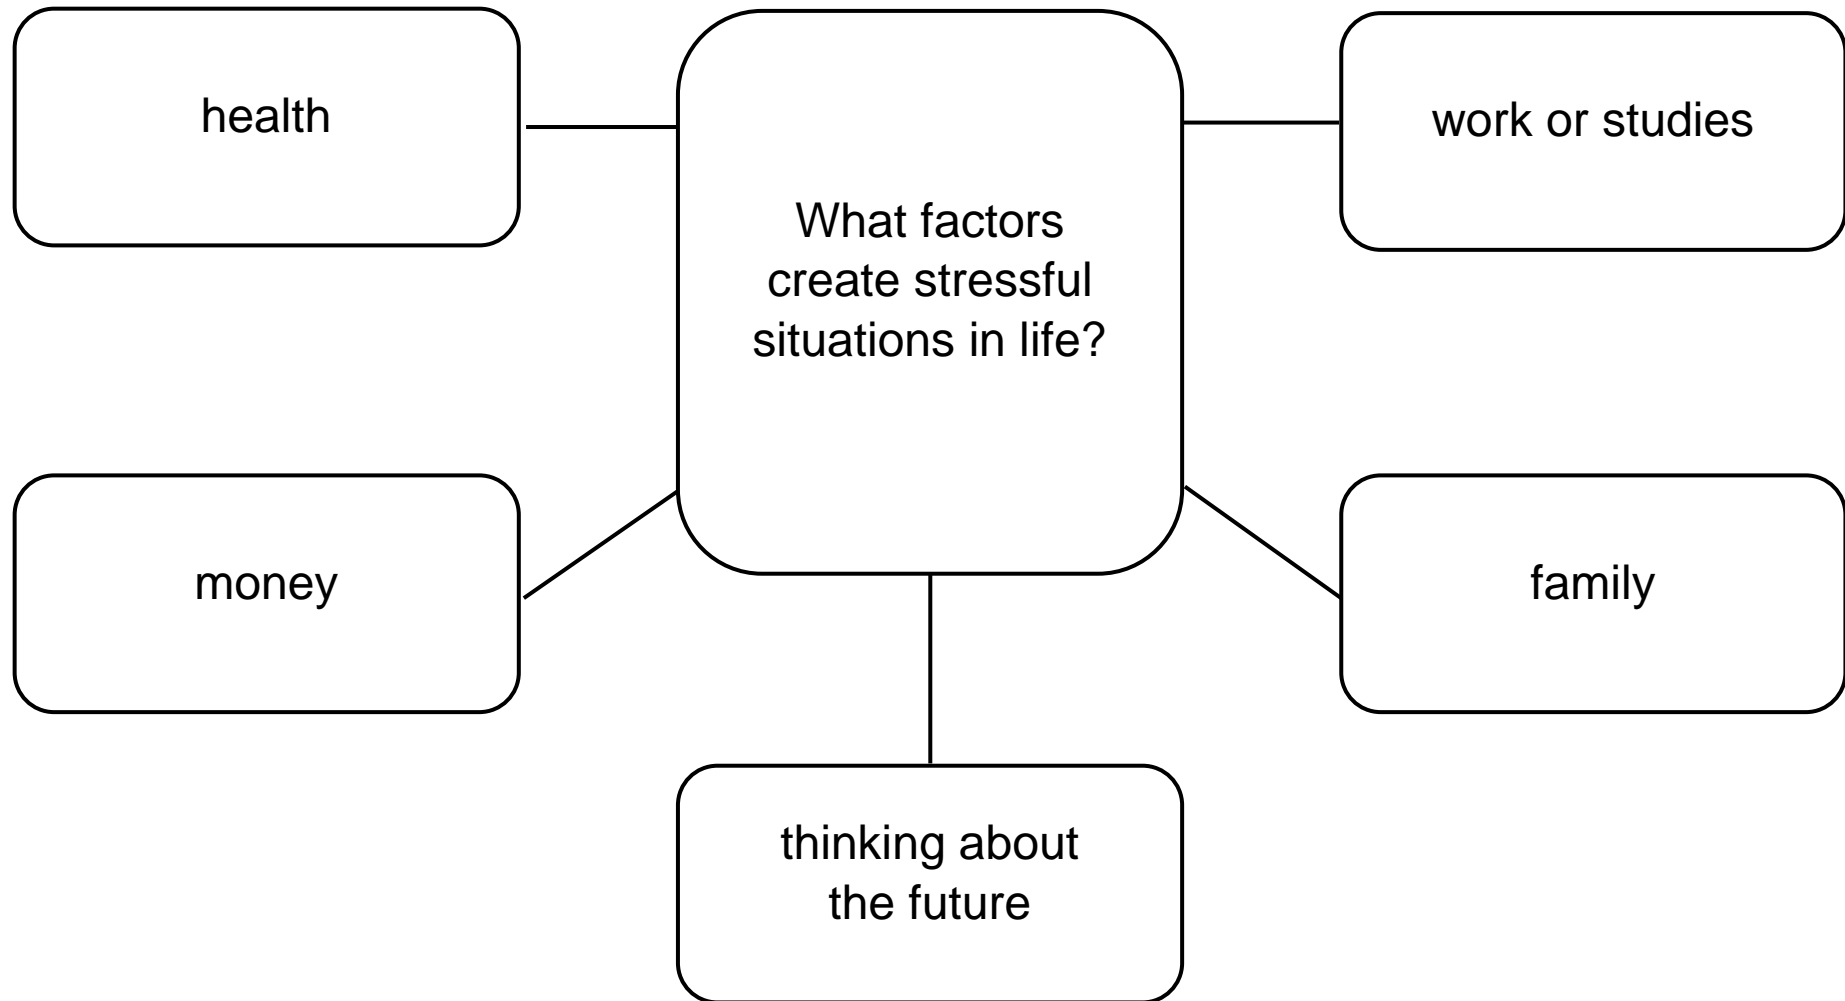 health
What factors
create stressful
situations in life?
work or studies
money
family
thinking about
the future